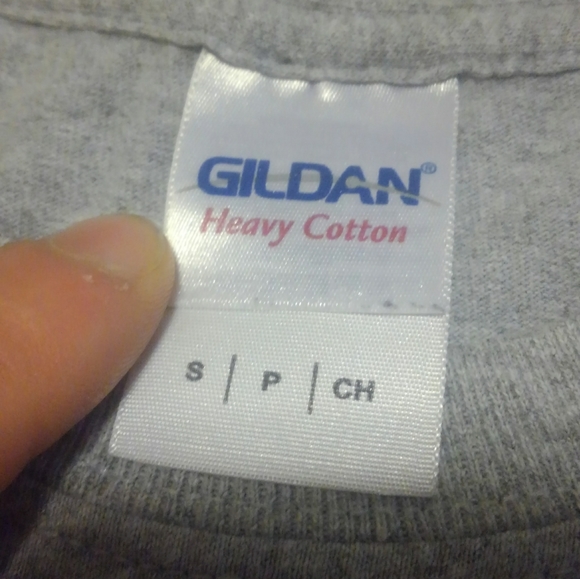 GILDAN®
Heavy Cotton
S | P | CH